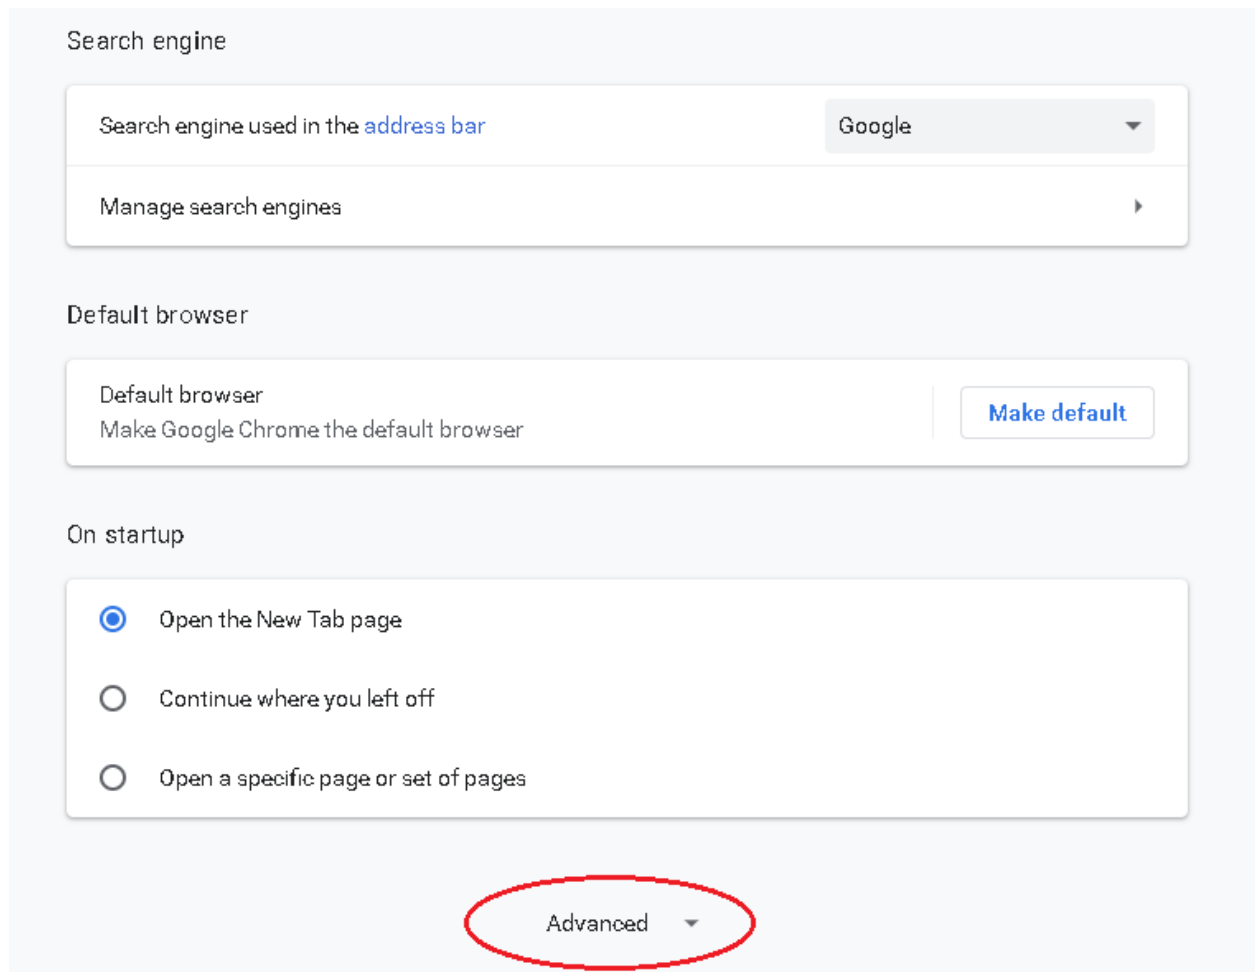 Search engine
Search engine used in the address bar
Google
Manage search engines
Default browser
Default browser
Make Google Chrome the default browser
Make default
On startup
Open the New Tab page
Continue where you left off
Open a specific page or set of pages
Advanced